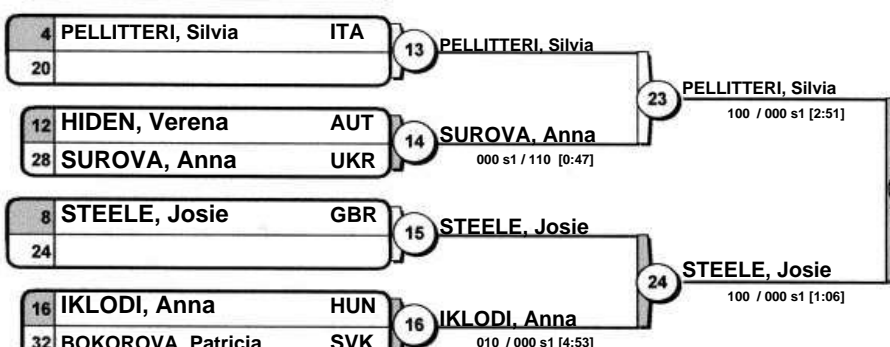 4 PELLITTERI, Silvia ITA
20
13 PELLITTERI, Silvia
23 PELLITTERI, Silvia
100 / 000 s1 [2:51]
12 HIDEN, Verena AUT
28 SUROVA, Anna UKR
14 SUROVA, Anna
000 s1 / 110 [0:47]
8 STEELE, Josie GBR
24
15 STEELE, Josie
24 STEELE, Josie
100 / 000 s1 [1:06]
16 IKLODI, Anna HUN
32 BOKOROVA, Patricia SVK
16 IKLODI, Anna
010 / 000 s1 [4:53]